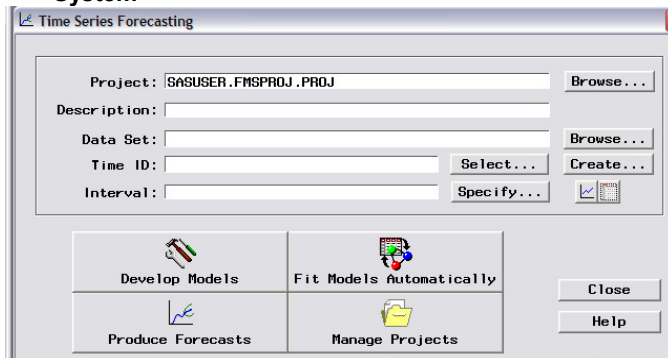 System
Time Series Forecasting
Project: SASUSER.FMSPROJ.PROJ Browse...
Description:
Data Set: Browse...
Time ID: Select... Create...
Interval: Specify...
Develop Models Fit Models Automatically
Close
Produce Forecasts Manage Projects
Help